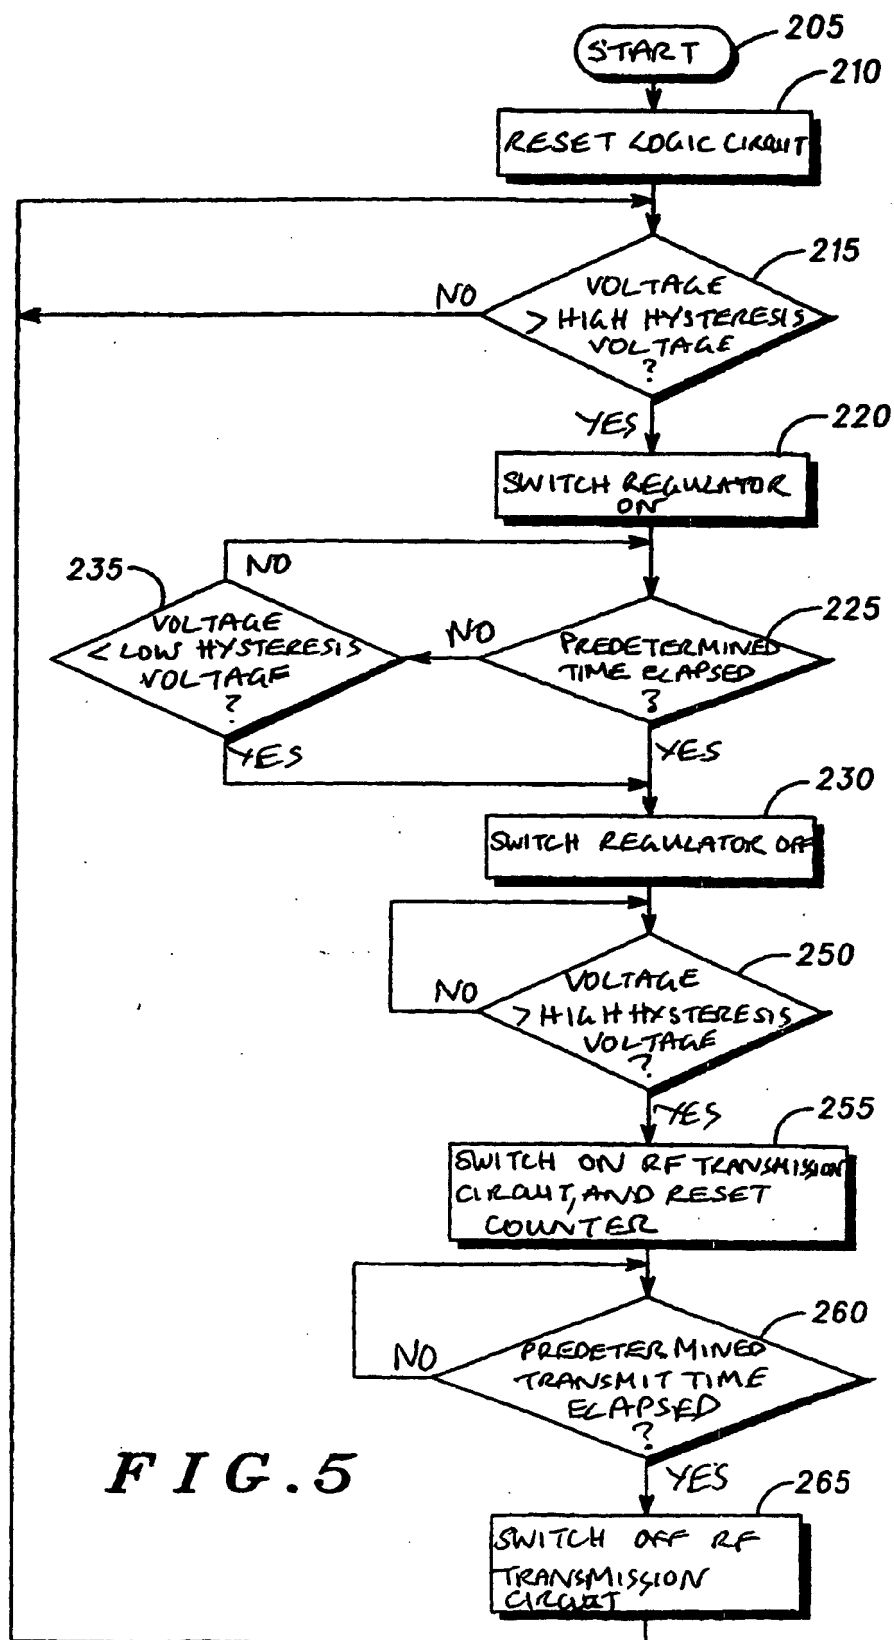 205
START
210
RESET LOGIC CIRCUIT
215
NO
VOLTAGE
> HIGH HYSTERESIS
VOLTAGE
?
YES
220
SWITCH REGULATOR
ON
235
NO
VOLTAGE
< LOW HYSTERESIS
VOLTAGE
?
YES
NO
225
PREDETERMINED
TIME ELAPSED
?
YES
230
SWITCH REGULATOR OFF
250
NO
VOLTAGE
> HIGH HYSTERESIS
VOLTAGE
?
YES
255
SWITCH ON RF TRANSMISSION
CIRCUIT, AND RESET
COUNTER
260
NO
PREDETERMINED
TRANSMIT TIME
ELAPSED
?
YES
FIG.5
265
SWITCH OFF RF
TRANSMISSION
CIRCUIT